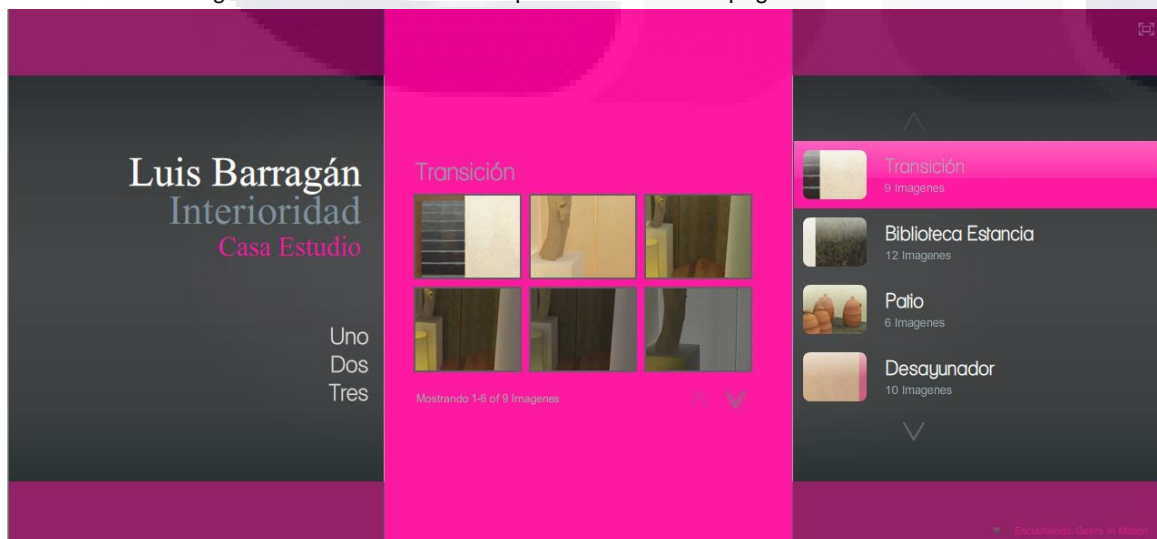 Luis Barragán
Interioridad
Casa Estudio
Uno
Dos
Tres
Transición
Mostrando 1-6 of 9 Imagenes
Transición
9 Imagenes
Biblioteca Estancia
12 Imagenes
Patio
6 Imagenes
Desayunador
10 Imagenes
Escuchando: Gears in Motion